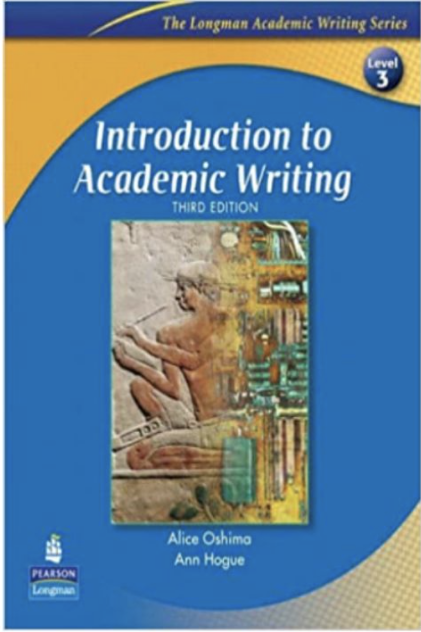 The Longman Academic Writing Series
Level
3
Introduction to
Academic Writing
THIRD EDITION
Alice Oshima
Ann Hogue
PEARSON
Longman